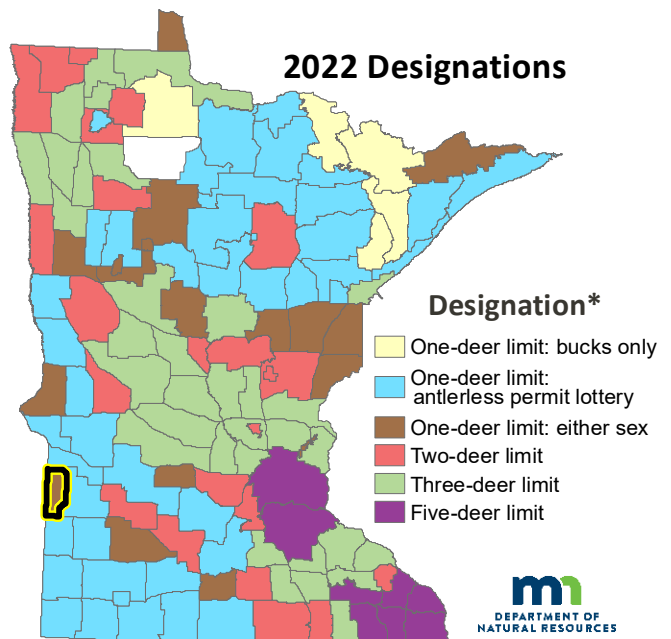 2022 Designations
Designation*
One-deer limit: bucks only
One-deer limit:
antlerless permit lottery
One-deer limit: either sex
Two-deer limit
Three-deer limit
Five-deer limit
mn
DEPARTMENT OF
NATURAL RESOURCES